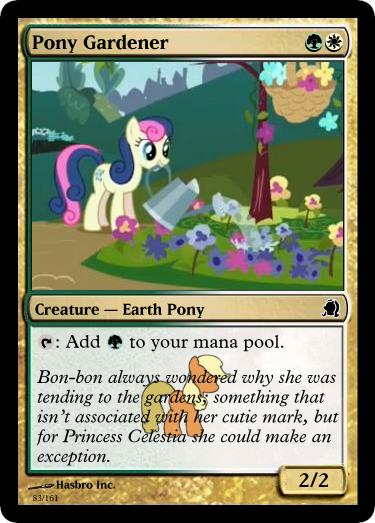 Pony Gardener
Creature — Earth Pony
: Add to your mana pool.
Bon-bon always wondered why she was
tending to the gardens; something that
isn't associated with her cutie mark, but
for Princess Celestia she could make an
exception.
2/2
Hasbro Inc.
83/161